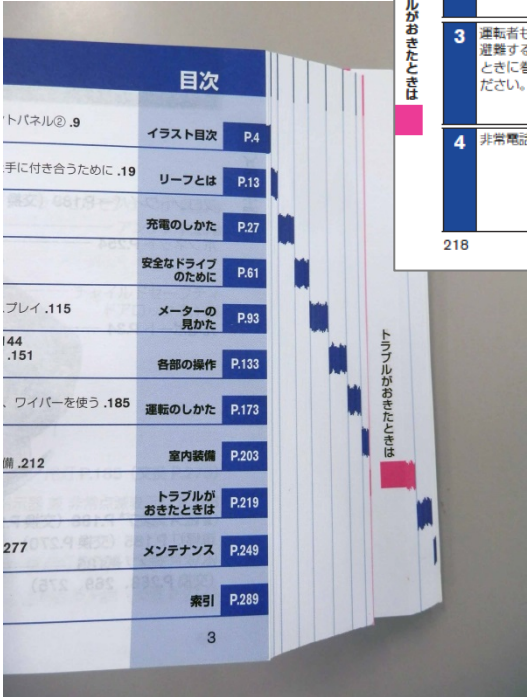 目次
トパネル② .9
イラスト目次 P.4
手に付き合うために .19
リーフとは P.13
充電のしかた P.27
安全なドライブ
のために P.61
プレイ .115
メーターの
見かた P.93
144
.151
各部の操作 P.133
、ワイパーを使う .185
運転のしかた P.173
備 .212
室内装備 P.203
トラブルが
おきたときは P.219
277
メンテナンス P.249
索引 P.289
3
トラブルがおきたときは
ルがおきたときは
3 運転者も
避難する
ときに巻
ださい。
4 非常電話
218